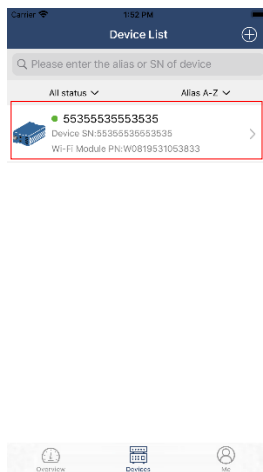 Carrier 1:52 PM
Device List
Please enter the alias or SN of device
All status Alias A-Z
55355535553535
Device SN:55355535553535
Wi-Fi Module PN:W0819531053833
Overview Devices Me